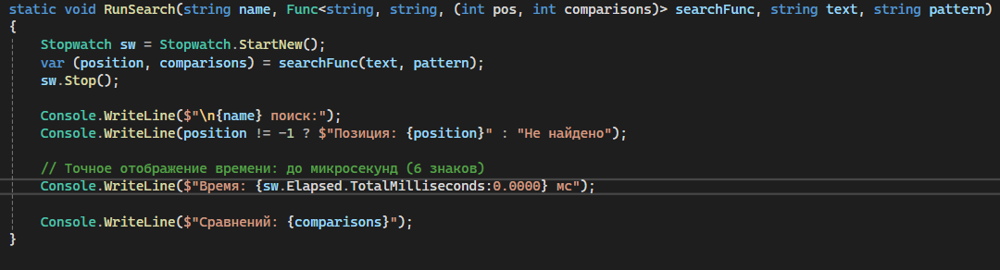 static void RunSearch(string name, Func<string, string, (int pos, int comparisons)> searchFunc, string text, string pattern)
{
Stopwatch sw = Stopwatch.StartNew();
var (position, comparisons) = searchFunc(text, pattern);
sw.Stop();
Console.WriteLine($"\n{name} поиск:");
Console.WriteLine(position != -1 ? $"Позиция: {position}" : "Не найдено");
// Точное отображение времени: до микросекунд (6 знаков)
Console.WriteLine($"Время: {sw.Elapsed.TotalMilliseconds:0.0000} мс");
Console.WriteLine($"Сравнений: {comparisons}");
}